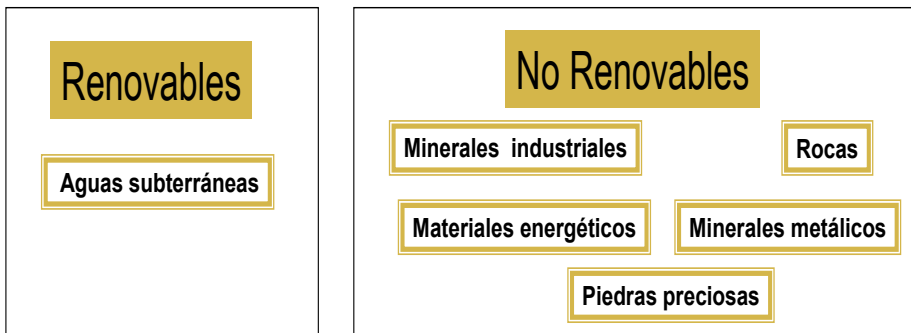 Renovables
Aguas subterráneas
No Renovables
Minerales industriales
Rocas
Materiales energéticos
Minerales metálicos
Piedras preciosas